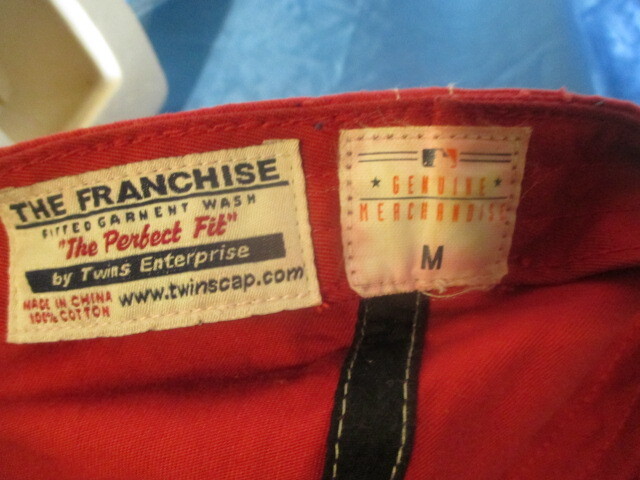 THE FRANCHISE
FITTED GARMENT WASH
"The Perfect Fit"
by Twins Enterprise
www.twinscap.com
MADE IN CHINA
100% COTTON
GENUINE
MERCHANDISE
M